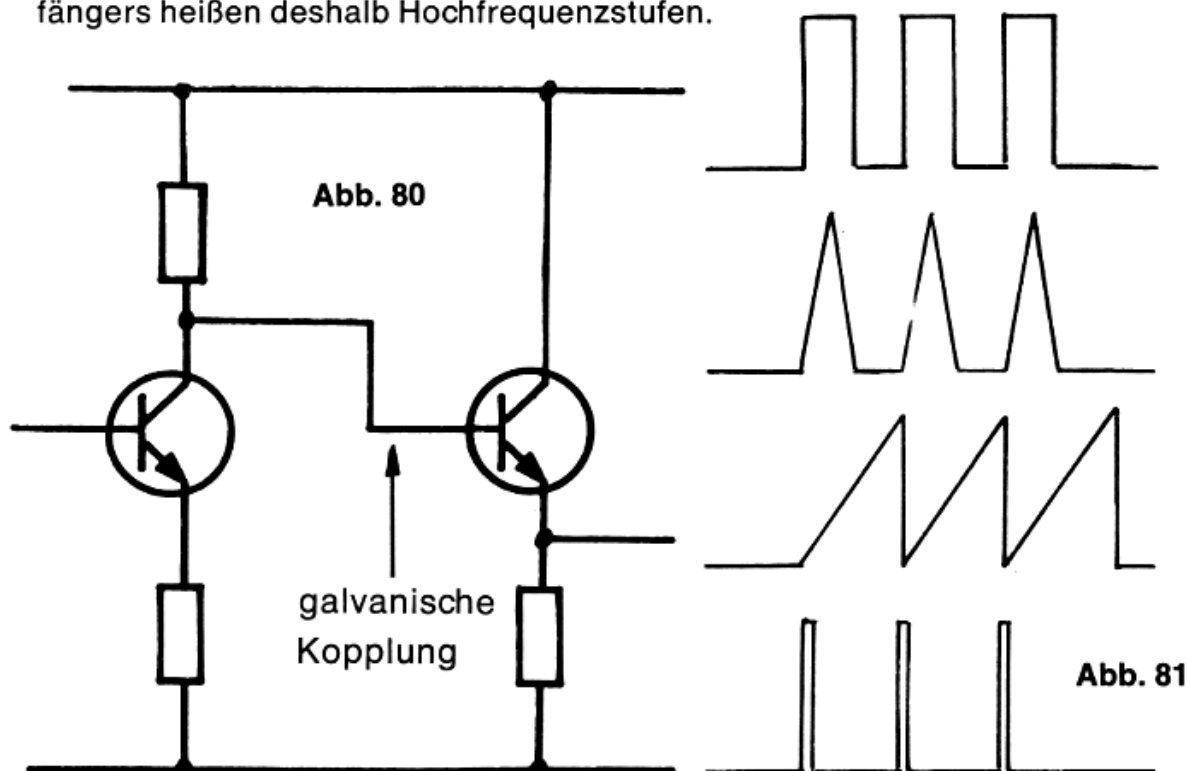 fängers heißen deshalb Hochfrequenzstufen.
Abb. 80
galvanische
Kopplung
Abb. 81